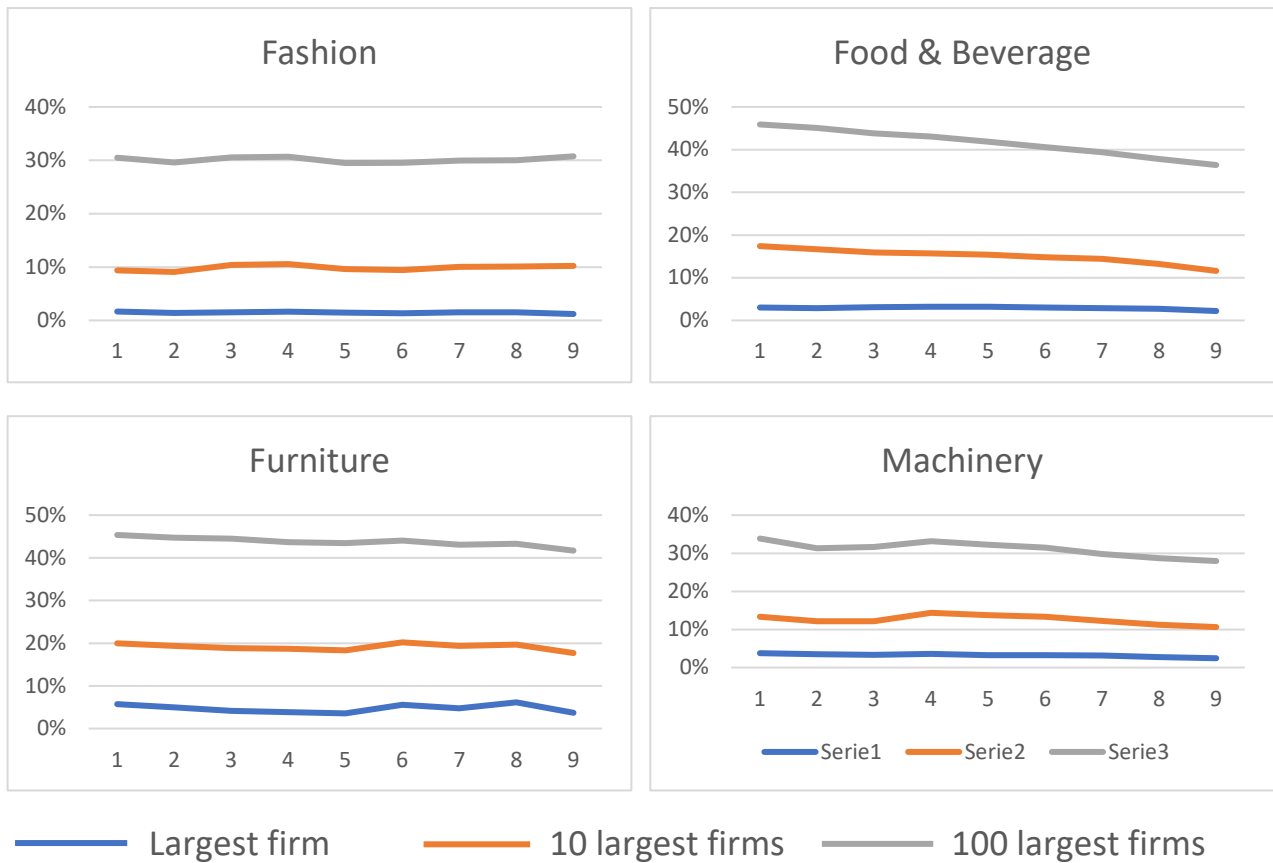 Fashion
40%
30%
20%
10%
0%
1 2 3 4 5 6 7 8 9
Food & Beverage
50%
40%
30%
20%
10%
0%
1 2 3 4 5 6 7 8 9
Furniture
50%
40%
30%
20%
10%
0%
1 2 3 4 5 6 7 8 9
Machinery
40%
30%
20%
10%
0%
1 2 3 4 5 6 7 8 9
Serie1 Serie2 Serie3
Largest firm 10 largest firms 100 largest firms